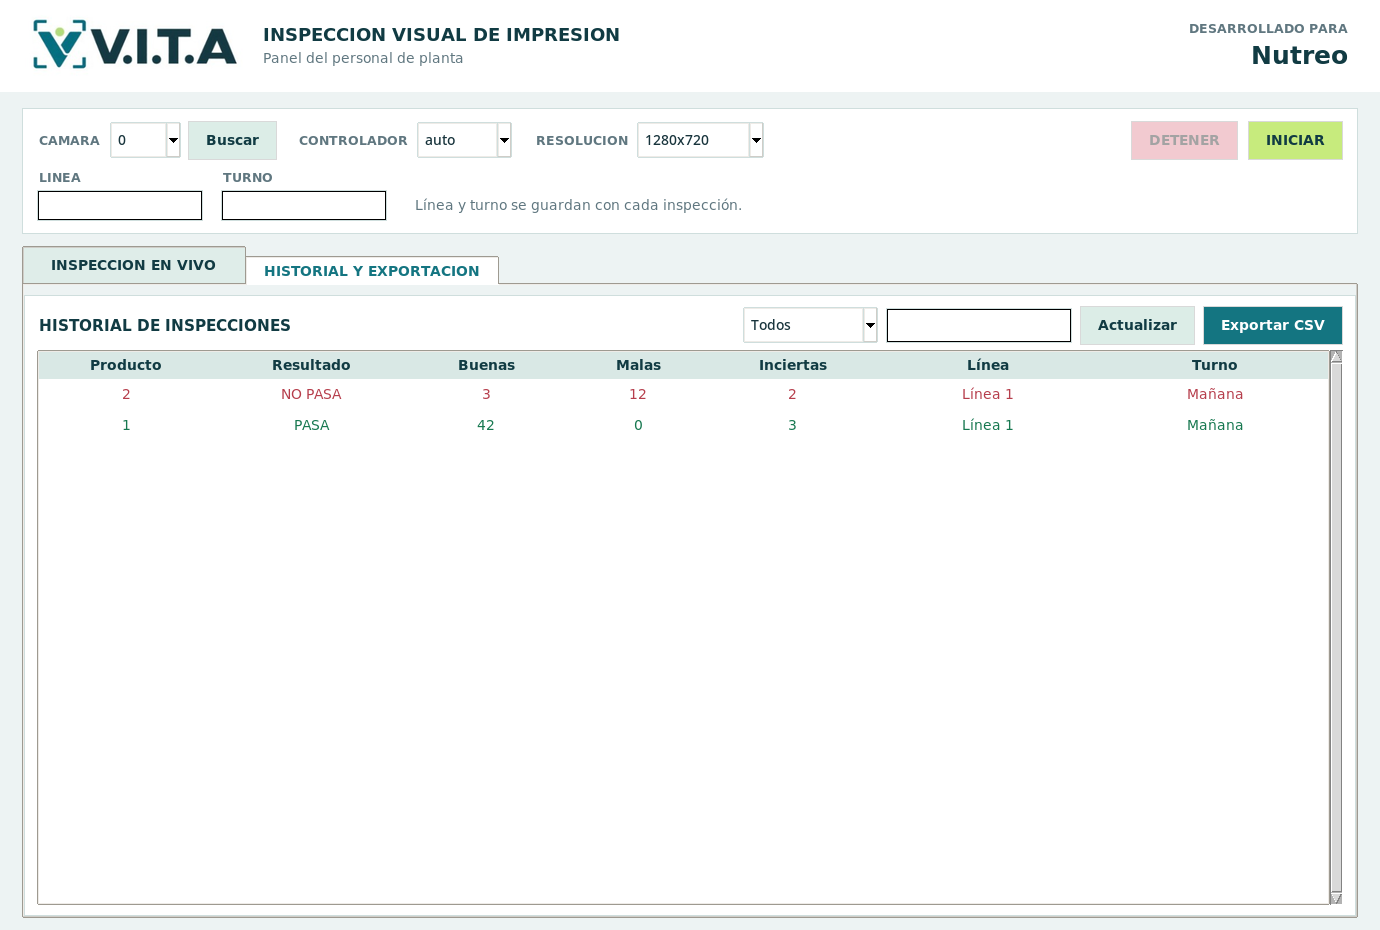 V.I.T.A
INSPECCION VISUAL DE IMPRESION
Panel del personal de planta
DESARROLLADO PARA
Nutreo
CAMARA 0 Buscar CONTROLADOR auto RESOLUCION 1280x720 DETENER INICIAR
LINEA TURNO
Línea y turno se guardan con cada inspección.
INSPECCION EN VIVO HISTORIAL Y EXPORTACION
HISTORIAL DE INSPECCIONES Todos Actualizar Exportar CSV
Producto Resultado Buenas Malas Inciertas Línea Turno
2 NO PASA 3 12 2 Línea 1 Mañana
1 PASA 42 0 3 Línea 1 Mañana